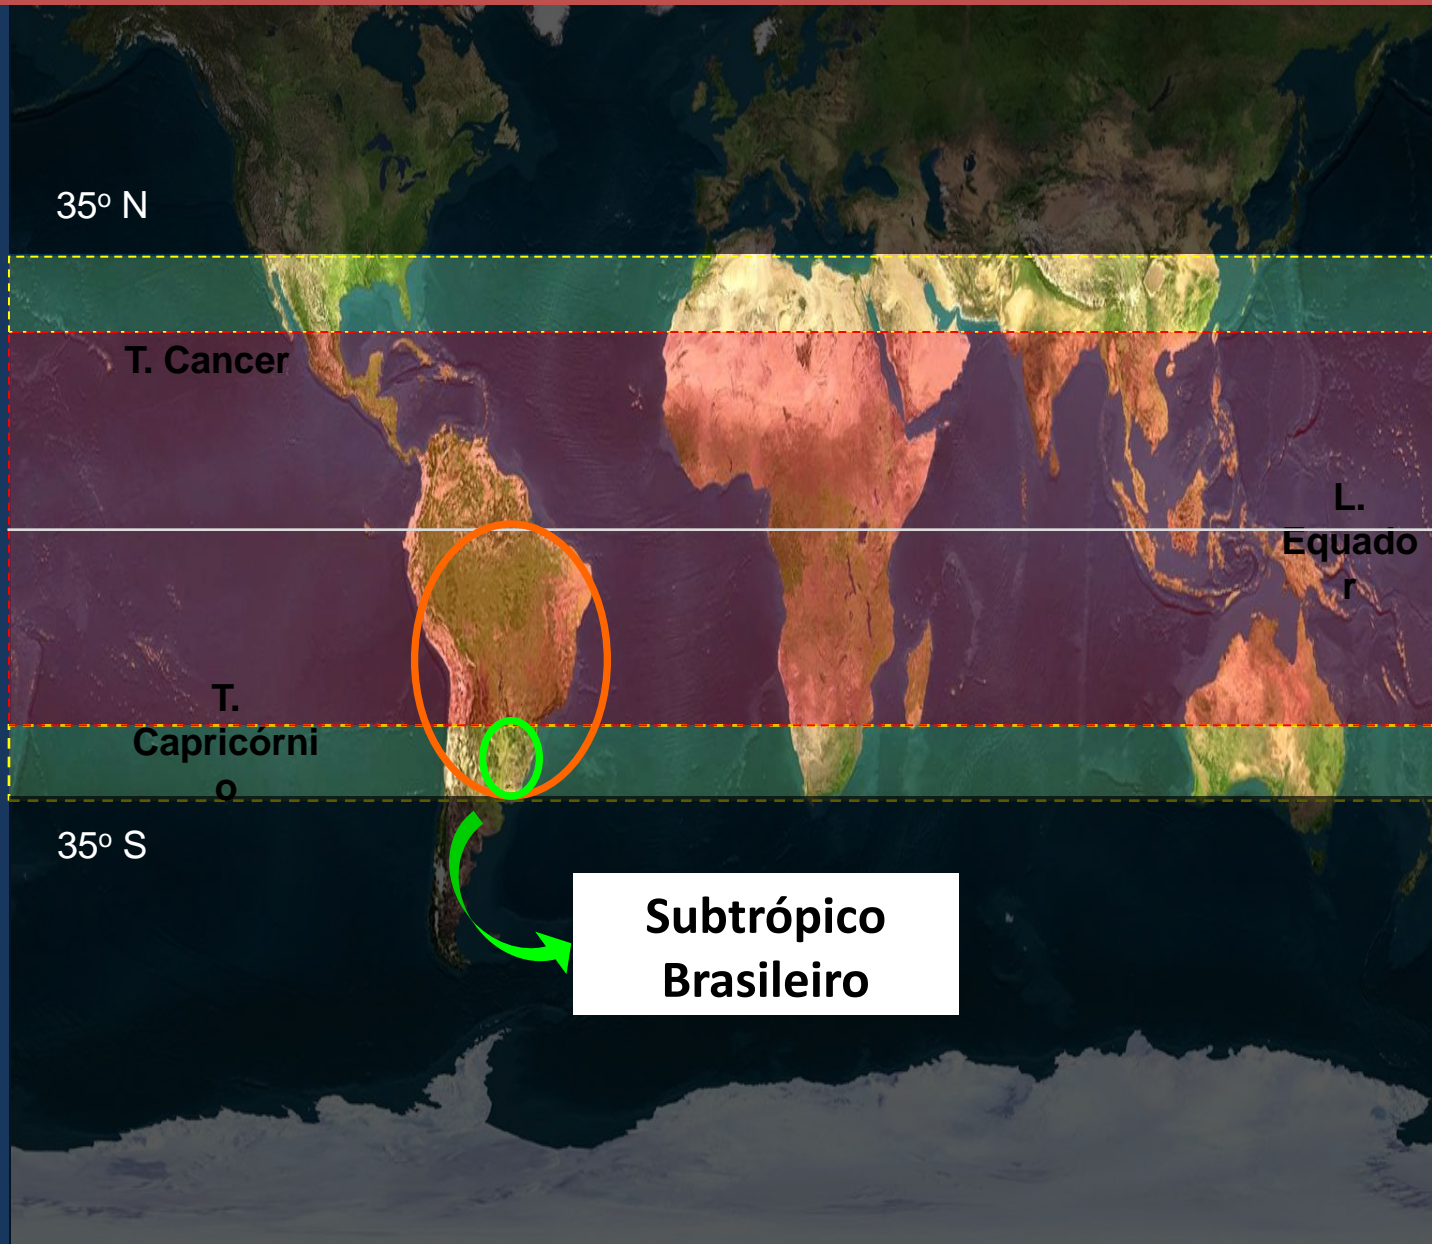 35º N
T. Cancer
L.
Equado
r
T.
Capricórni
o
35º S
Subtrópico
Brasileiro